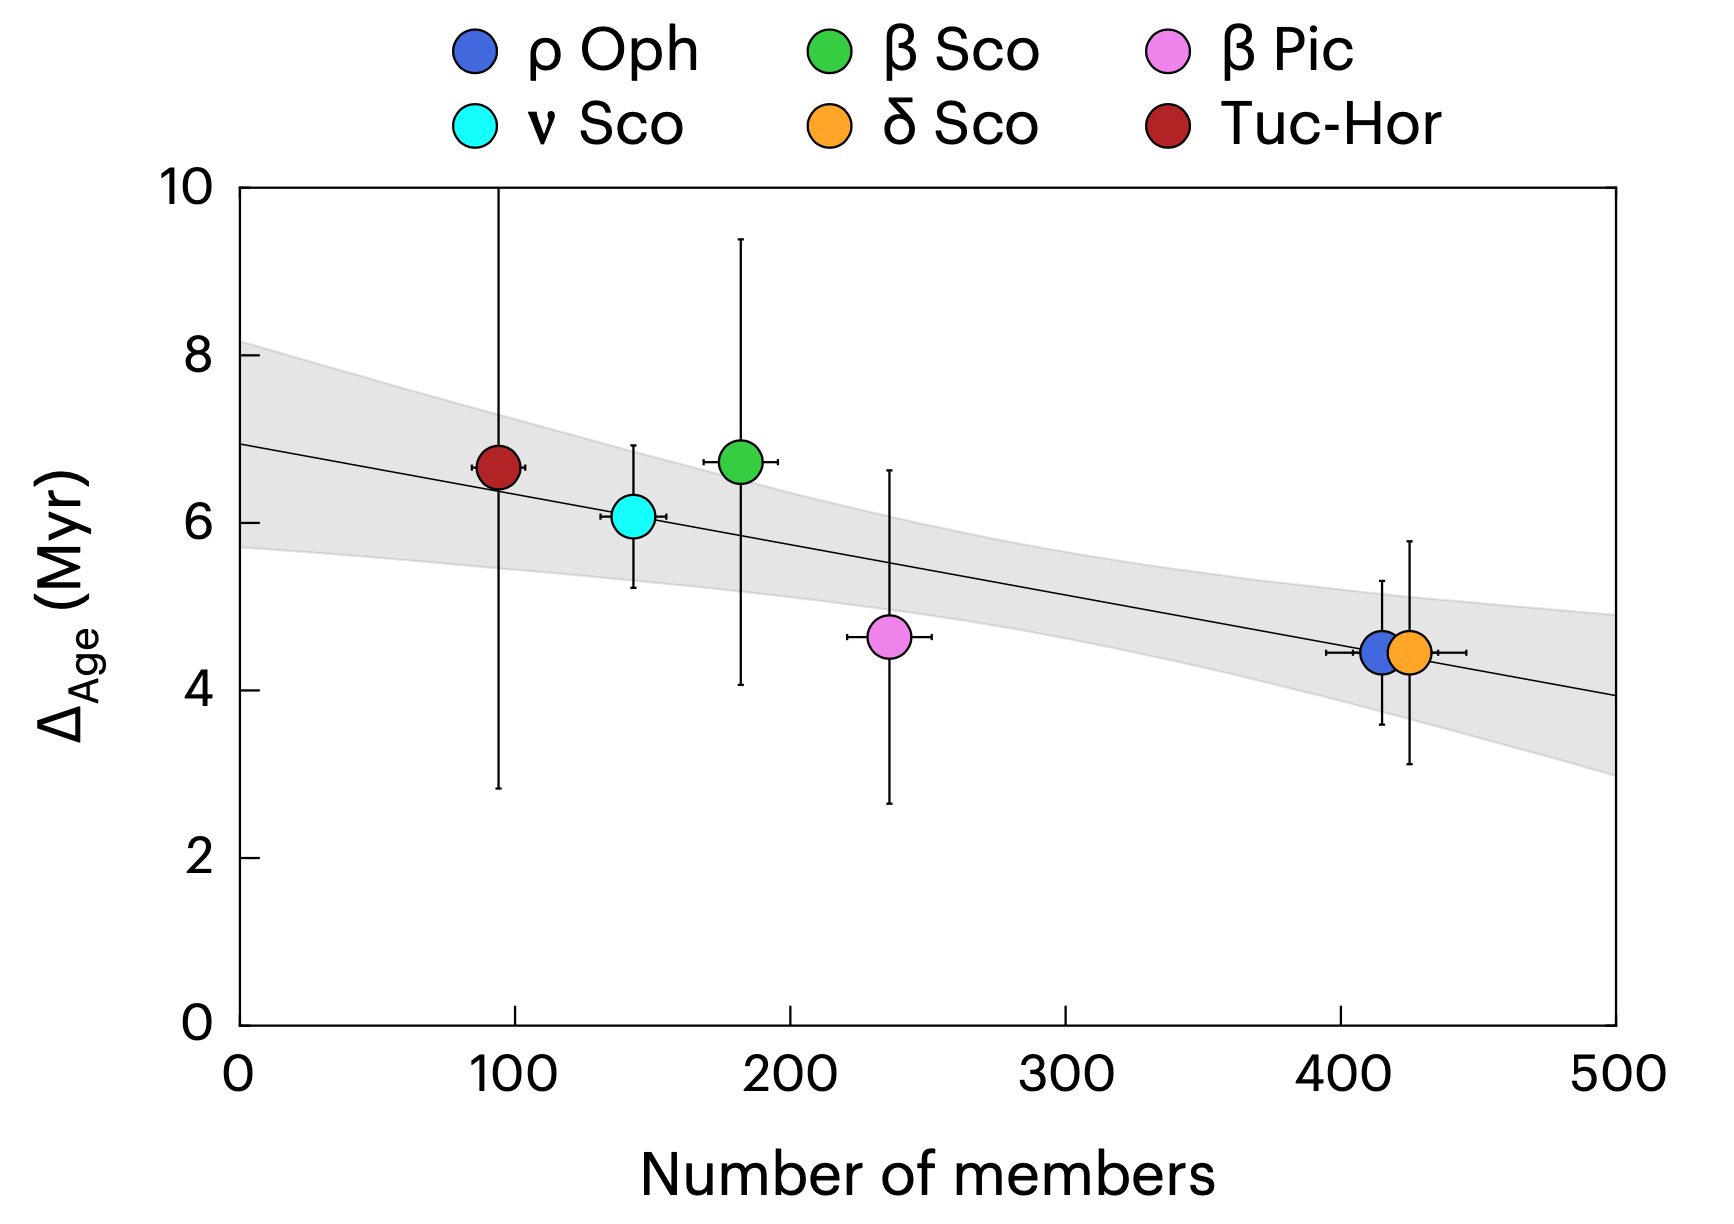 ρ Oph β Sco β Pic
ν Sco δ Sco Tuc-Hor
10
8
6
4
2
0
Δ_Age (Myr)
0 100 200 300 400 500
Number of members